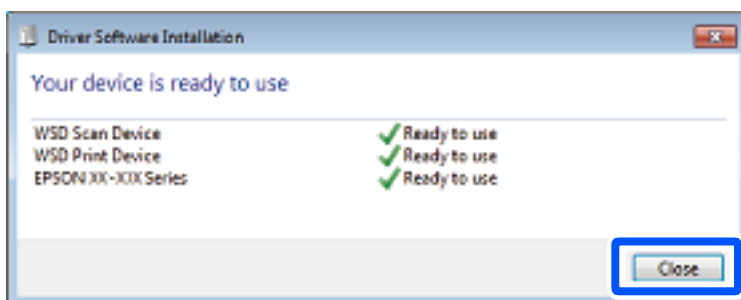 Driver Software Installation
Your device is ready to use
WSD Scan Device Ready to use
WSD Print Device Ready to use
EPSON XX-XXX Series Ready to use
Close